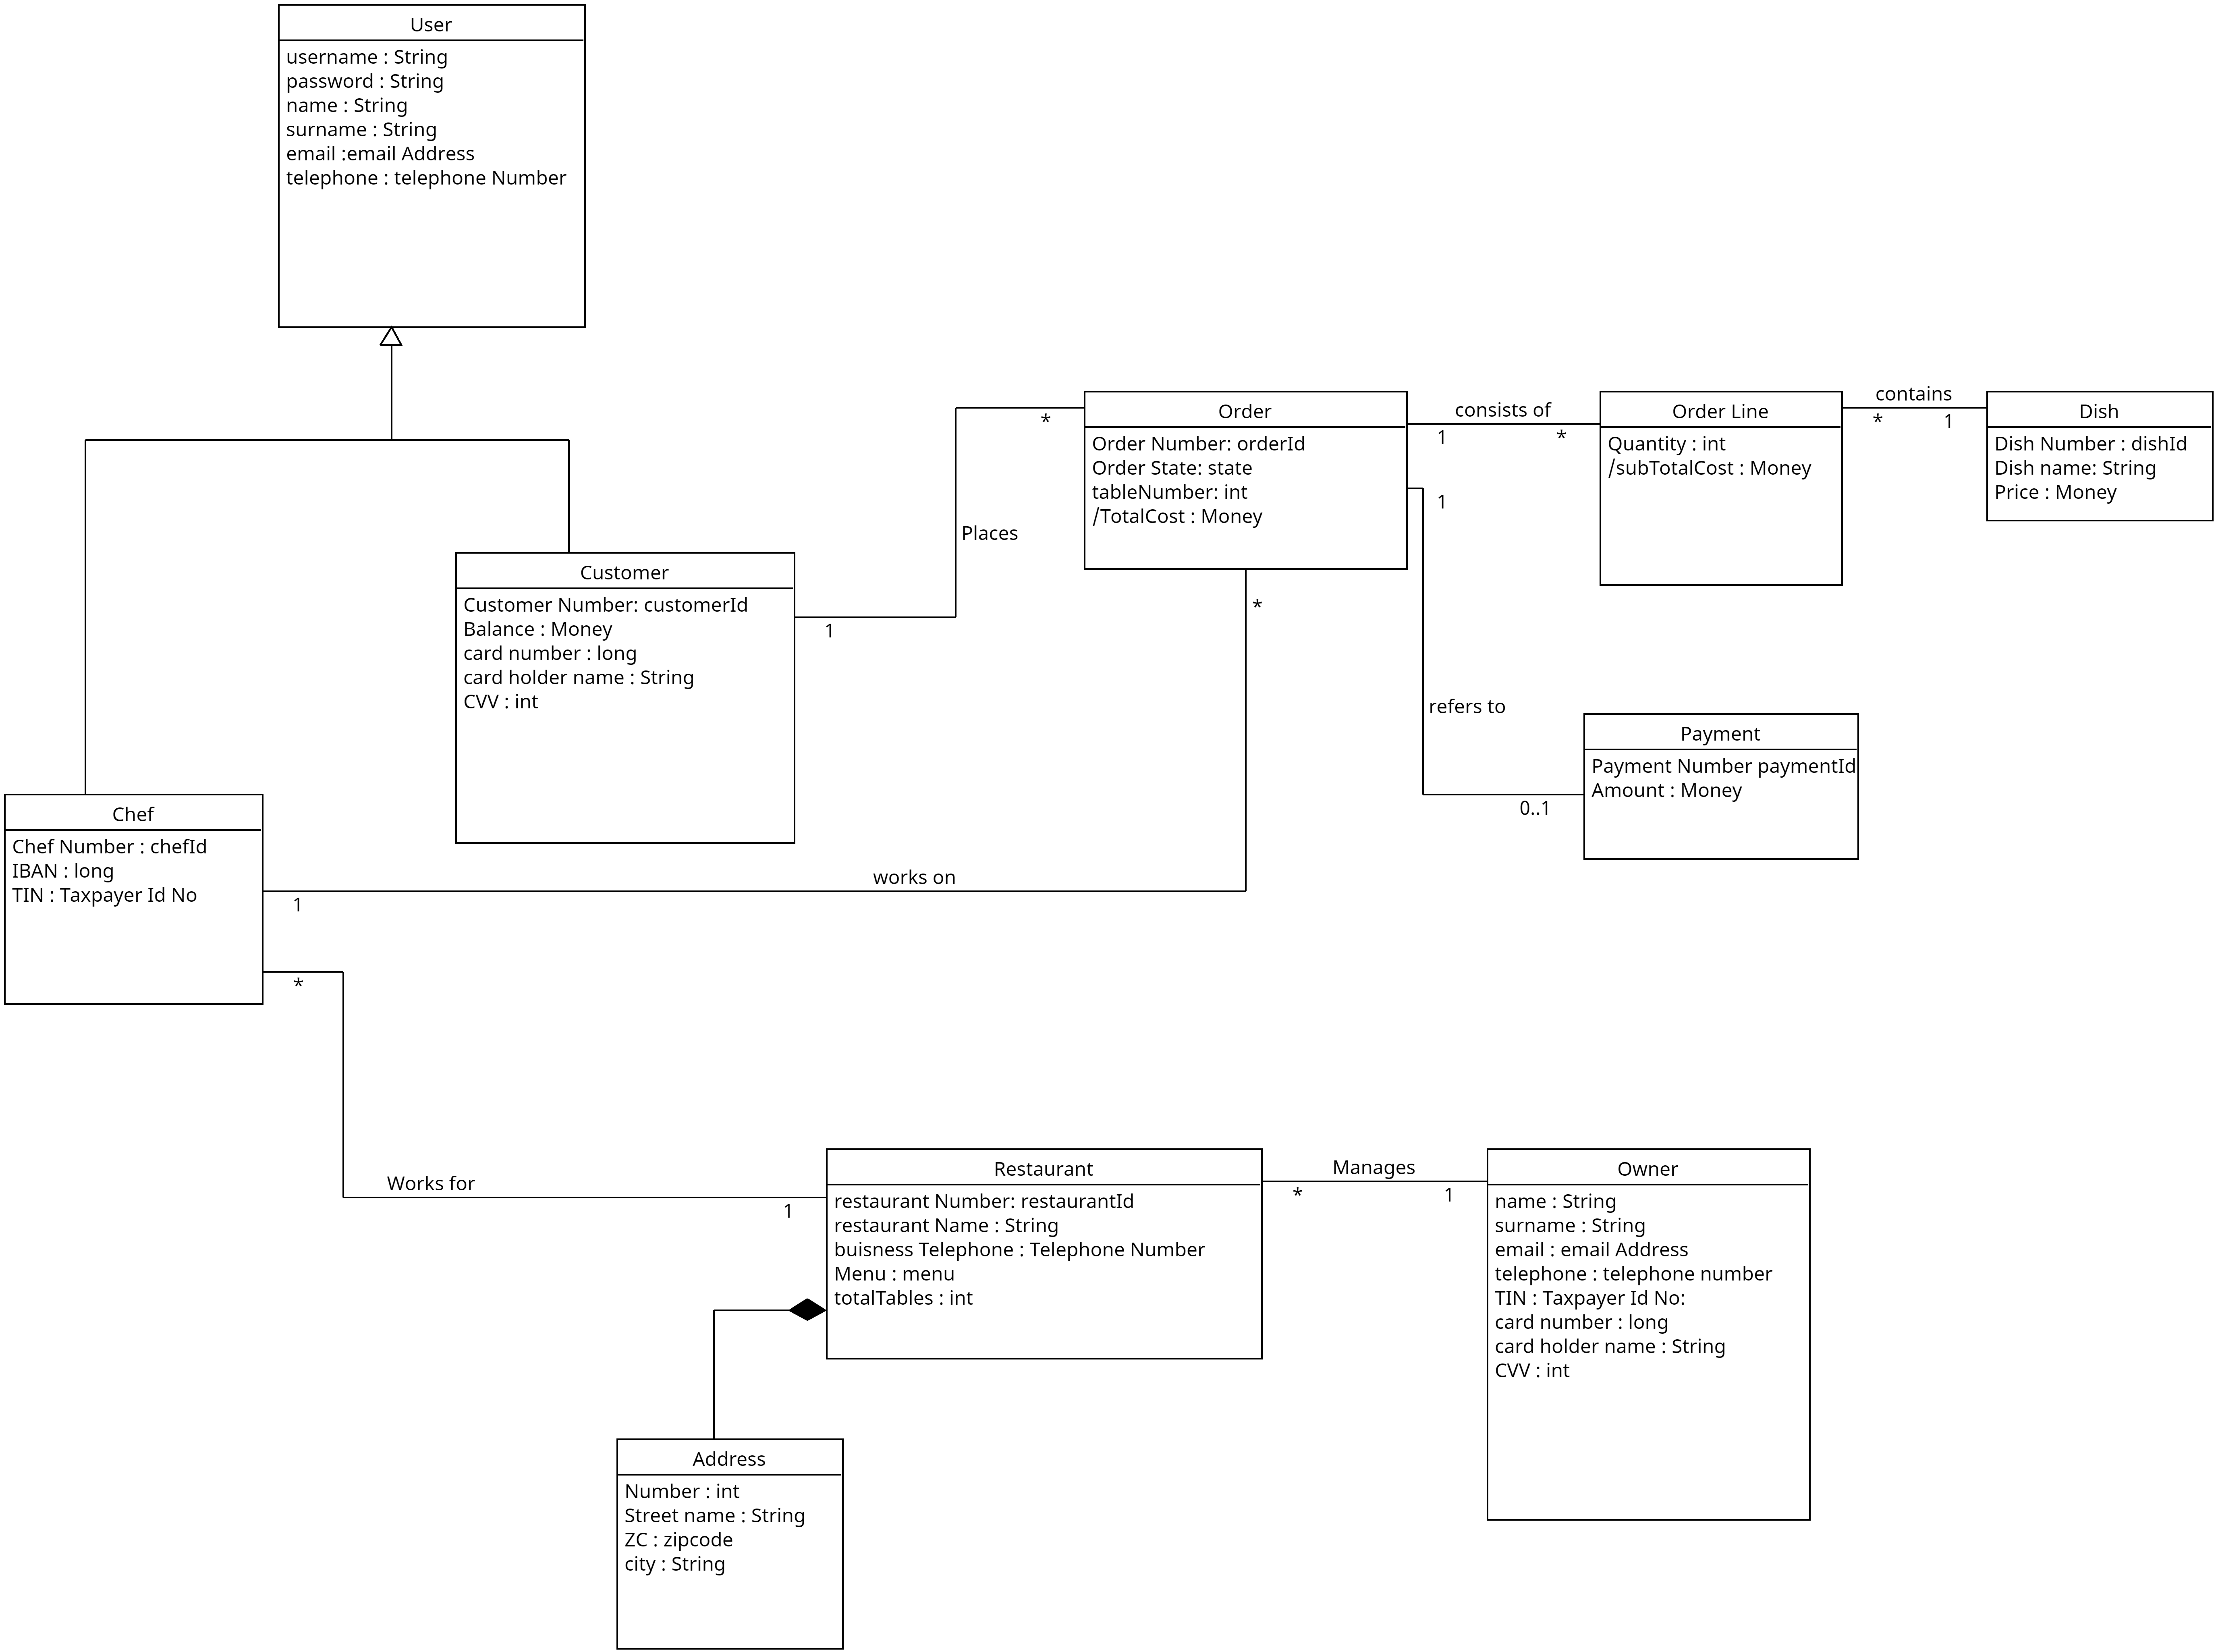 User
username : String
password : String
name : String
surname : String
email :email Address
telephone : telephone Number
Order
Order Number: orderId
Order State: state
tableNumber: int
/TotalCost : Money
consists of
1
*
Order Line
Quantity : int
/subTotalCost : Money
contains
*
1
Dish
Dish Number : dishId
Dish name: String
Price : Money
*
Places
1
1
*
refers to
0..1
Customer
Customer Number: customerId
Balance : Money
card number : long
card holder name : String
CVV : int
Payment
Payment Number paymentId
Amount : Money
Chef
Chef Number : chefId
IBAN : long
TIN : Taxpayer Id No
works on
1
*
Works for
1
Restaurant
restaurant Number: restaurantId
restaurant Name : String
buisness Telephone : Telephone Number
Menu : menu
totalTables : int
Manages
*
1
Owner
name : String
surname : String
email : email Address
telephone : telephone number
TIN : Taxpayer Id No:
card number : long
card holder name : String
CVV : int
Address
Number : int
Street name : String
ZC : zipcode
city : String